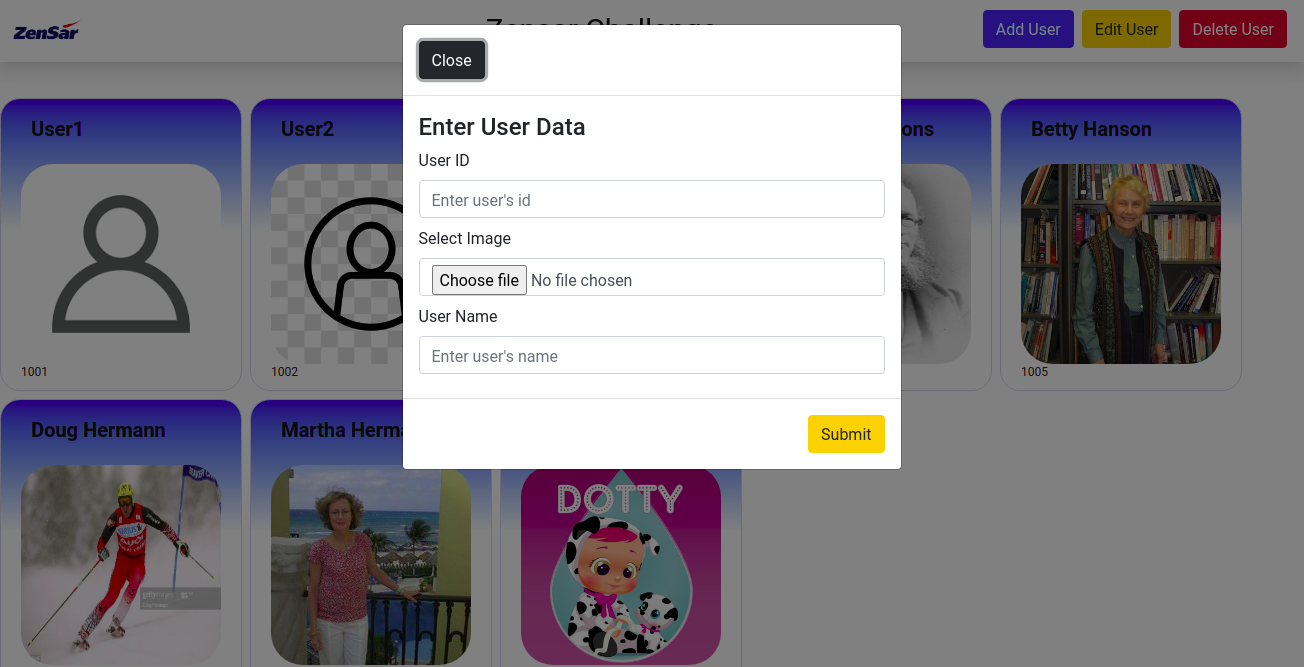 ZenSar
Zensar Challenge
Add User
Edit User
Delete User
Close
Enter User Data
User ID
Enter user's id
Select Image
Choose file
No file chosen
User Name
Enter user's name
Submit
User1
1001
User2
1002
ons
Betty Hanson
1005
Doug Hermann
Martha Herma
DOTTY